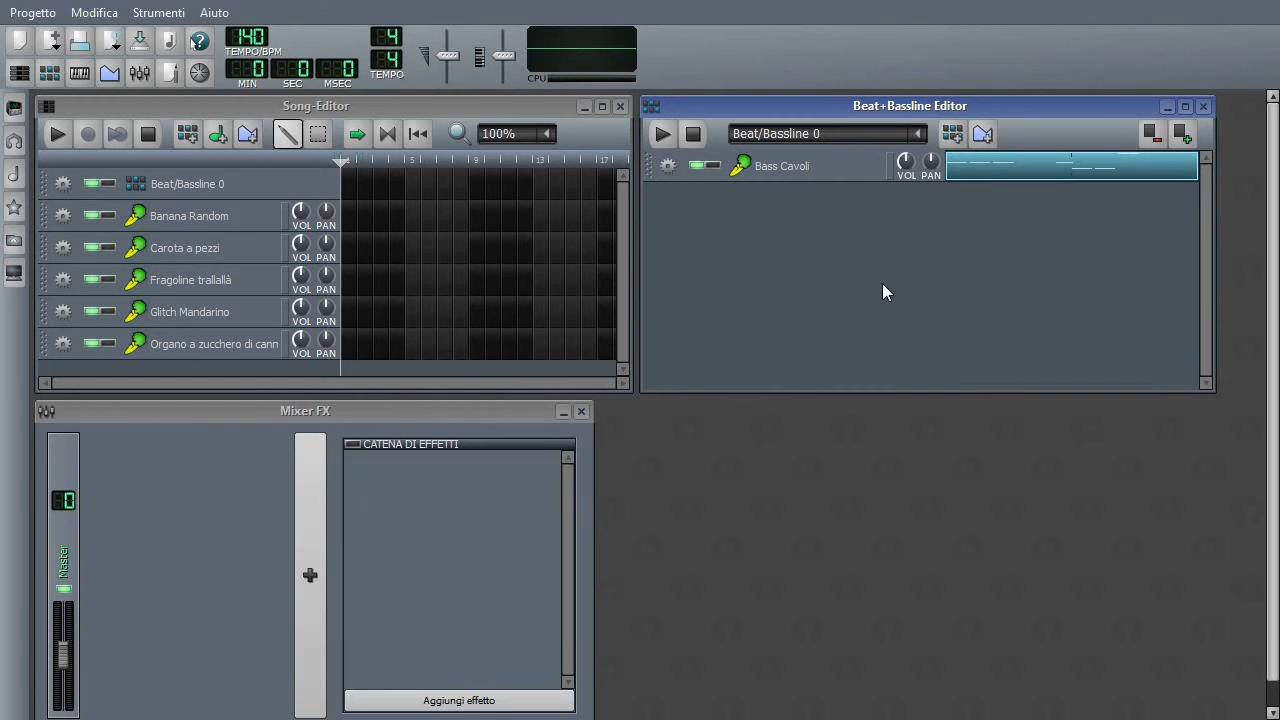 Progetto Modifica Strumenti Aiuto
140
TEMPO/BPM
4
4
TEMPO
0 0 0
MIN SEC MSEC
CPU
Song-Editor
100%
5 9 13 17
Beat/Bassline 0
Banana Random
VOL PAN
Carota a pezzi
VOL PAN
Fragoline trallallà
VOL PAN
Glitch Mandarino
VOL PAN
Organo a zucchero di cann
VOL PAN
Beat+Bassline Editor
Beat/Bassline 0
Bass Cavoli
VOL PAN
Mixer FX
0
Master
CATENA DI EFFETTI
Aggiungi effetto